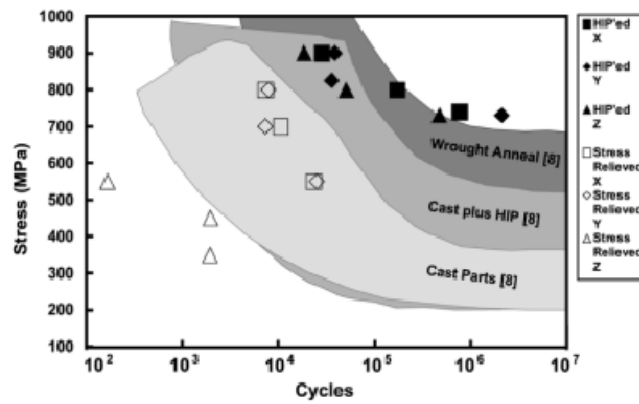 1000
900
800
700
600
500
400
300
200
100
Stress (MPa)
10² 10³ 10⁴ 10⁵ 10⁶ 10⁷
Cycles
Wrought Anneal [8]
Cast plus HIP [8]
Cast Parts [8]
HIP'ed
X
HIP'ed
Y
HIP'ed
Z
Stress
Relieved
X
Stress
Relieved
Y
Stress
Relieved
Z